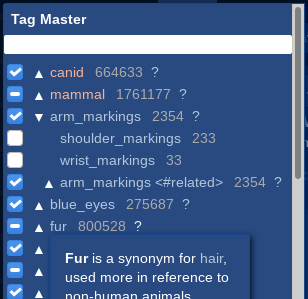 Tag Master
▲ canid 664633 ?
▲ mammal 1761177 ?
▼ arm_markings 2354 ?
shoulder_markings 233
wrist_markings 33
▲ arm_markings <#related> 2354 ?
▲ blue_eyes 275687 ?
▲ fur 800528 ?
▲
▲
▲
Fur is a synonym for hair,
used more in reference to
non-human animals